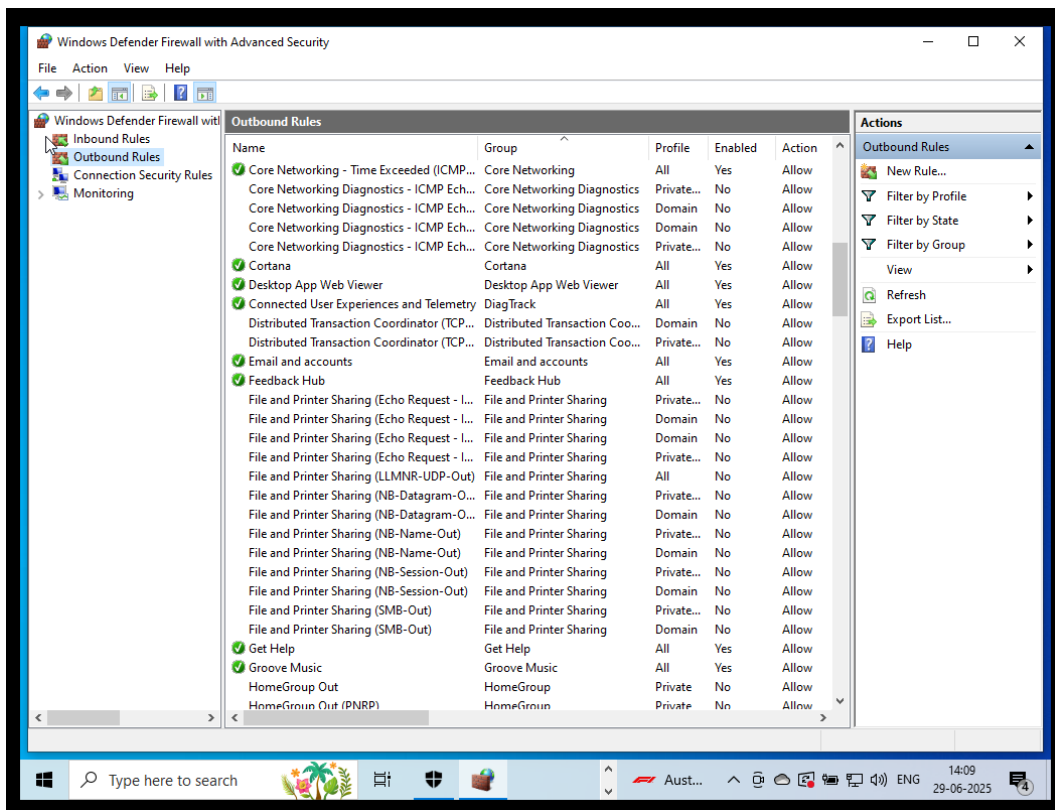 Windows Defender Firewall with Advanced Security
File Action View Help
Windows Defender Firewall witl
Inbound Rules
Outbound Rules
Connection Security Rules
Monitoring
Outbound Rules
Name Group Profile Enabled Action
Core Networking - Time Exceeded (ICMP... Core Networking All Yes Allow
Core Networking Diagnostics - ICMP Ech... Core Networking Diagnostics Private... No Allow
Core Networking Diagnostics - ICMP Ech... Core Networking Diagnostics Domain No Allow
Core Networking Diagnostics - ICMP Ech... Core Networking Diagnostics Domain No Allow
Core Networking Diagnostics - ICMP Ech... Core Networking Diagnostics Private... No Allow
Cortana Cortana All Yes Allow
Desktop App Web Viewer Desktop App Web Viewer All Yes Allow
Connected User Experiences and Telemetry DiagTrack All Yes Allow
Distributed Transaction Coordinator (TCP... Distributed Transaction Coo... Domain No Allow
Distributed Transaction Coordinator (TCP... Distributed Transaction Coo... Private... No Allow
Email and accounts Email and accounts All Yes Allow
Feedback Hub Feedback Hub All Yes Allow
File and Printer Sharing (Echo Request - I... File and Printer Sharing Private... No Allow
File and Printer Sharing (Echo Request - I... File and Printer Sharing Domain No Allow
File and Printer Sharing (Echo Request - I... File and Printer Sharing Domain No Allow
File and Printer Sharing (Echo Request - I... File and Printer Sharing Private... No Allow
File and Printer Sharing (LLMNR-UDP-Out) File and Printer Sharing All No Allow
File and Printer Sharing (NB-Datagram-O... File and Printer Sharing Private... No Allow
File and Printer Sharing (NB-Datagram-O... File and Printer Sharing Domain No Allow
File and Printer Sharing (NB-Name-Out) File and Printer Sharing Private... No Allow
File and Printer Sharing (NB-Name-Out) File and Printer Sharing Domain No Allow
File and Printer Sharing (NB-Session-Out) File and Printer Sharing Private... No Allow
File and Printer Sharing (NB-Session-Out) File and Printer Sharing Domain No Allow
File and Printer Sharing (SMB-Out) File and Printer Sharing Private... No Allow
File and Printer Sharing (SMB-Out) File and Printer Sharing Domain No Allow
Get Help Get Help All Yes Allow
Groove Music Groove Music All Yes Allow
HomeGroup Out HomeGroup Private No Allow
HomeGroup Out (PNRP) HomeGroup Private No Allow
Actions
Outbound Rules
New Rule...
Filter by Profile
Filter by State
Filter by Group
View
Refresh
Export List...
Help
Type here to search
Aust...
ENG
14:09
29-06-2025
4